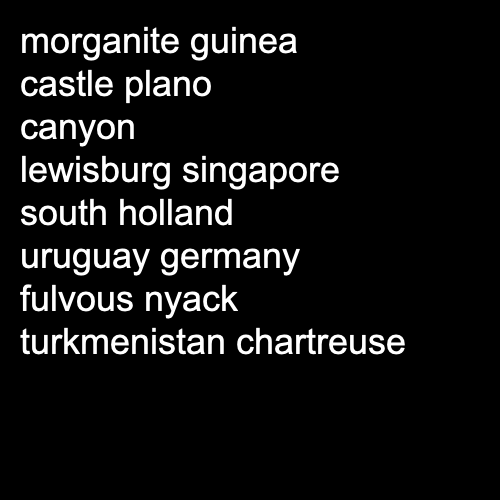 morganite guinea
castle plano
canyon
lewisburg singapore
south holland
uruguay germany
fulvous nyack
turkmenistan chartreuse